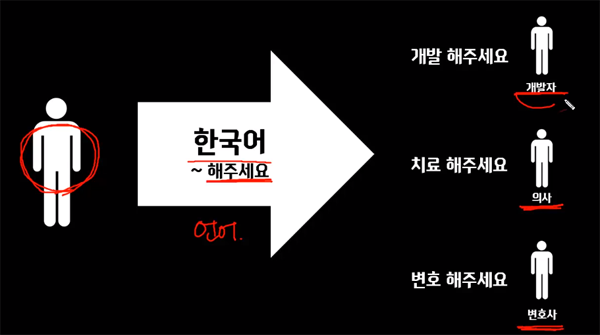 개발 해주세요
개발자
한국어
~ 해주세요
치료 해주세요
의사
언어.
변호 해주세요
변호사